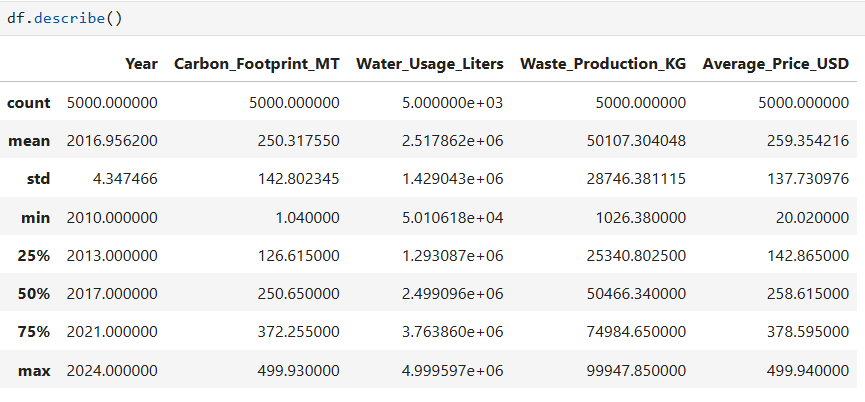 df.describe()
Year Carbon_Footprint_MT Water_Usage_Liters Waste_Production_KG Average_Price_USD
count 5000.000000 5000.000000 5.000000e+03 5000.000000 5000.000000
mean 2016.956200 250.317550 2.517862e+06 50107.304048 259.354216
std 4.347466 142.802345 1.429043e+06 28746.381115 137.730976
min 2010.000000 1.040000 5.010618e+04 1026.380000 20.020000
25% 2013.000000 126.615000 1.293087e+06 25340.802500 142.865000
50% 2017.000000 250.650000 2.499096e+06 50466.340000 258.615000
75% 2021.000000 372.255000 3.763860e+06 74984.650000 378.595000
max 2024.000000 499.930000 4.999597e+06 99947.850000 499.940000